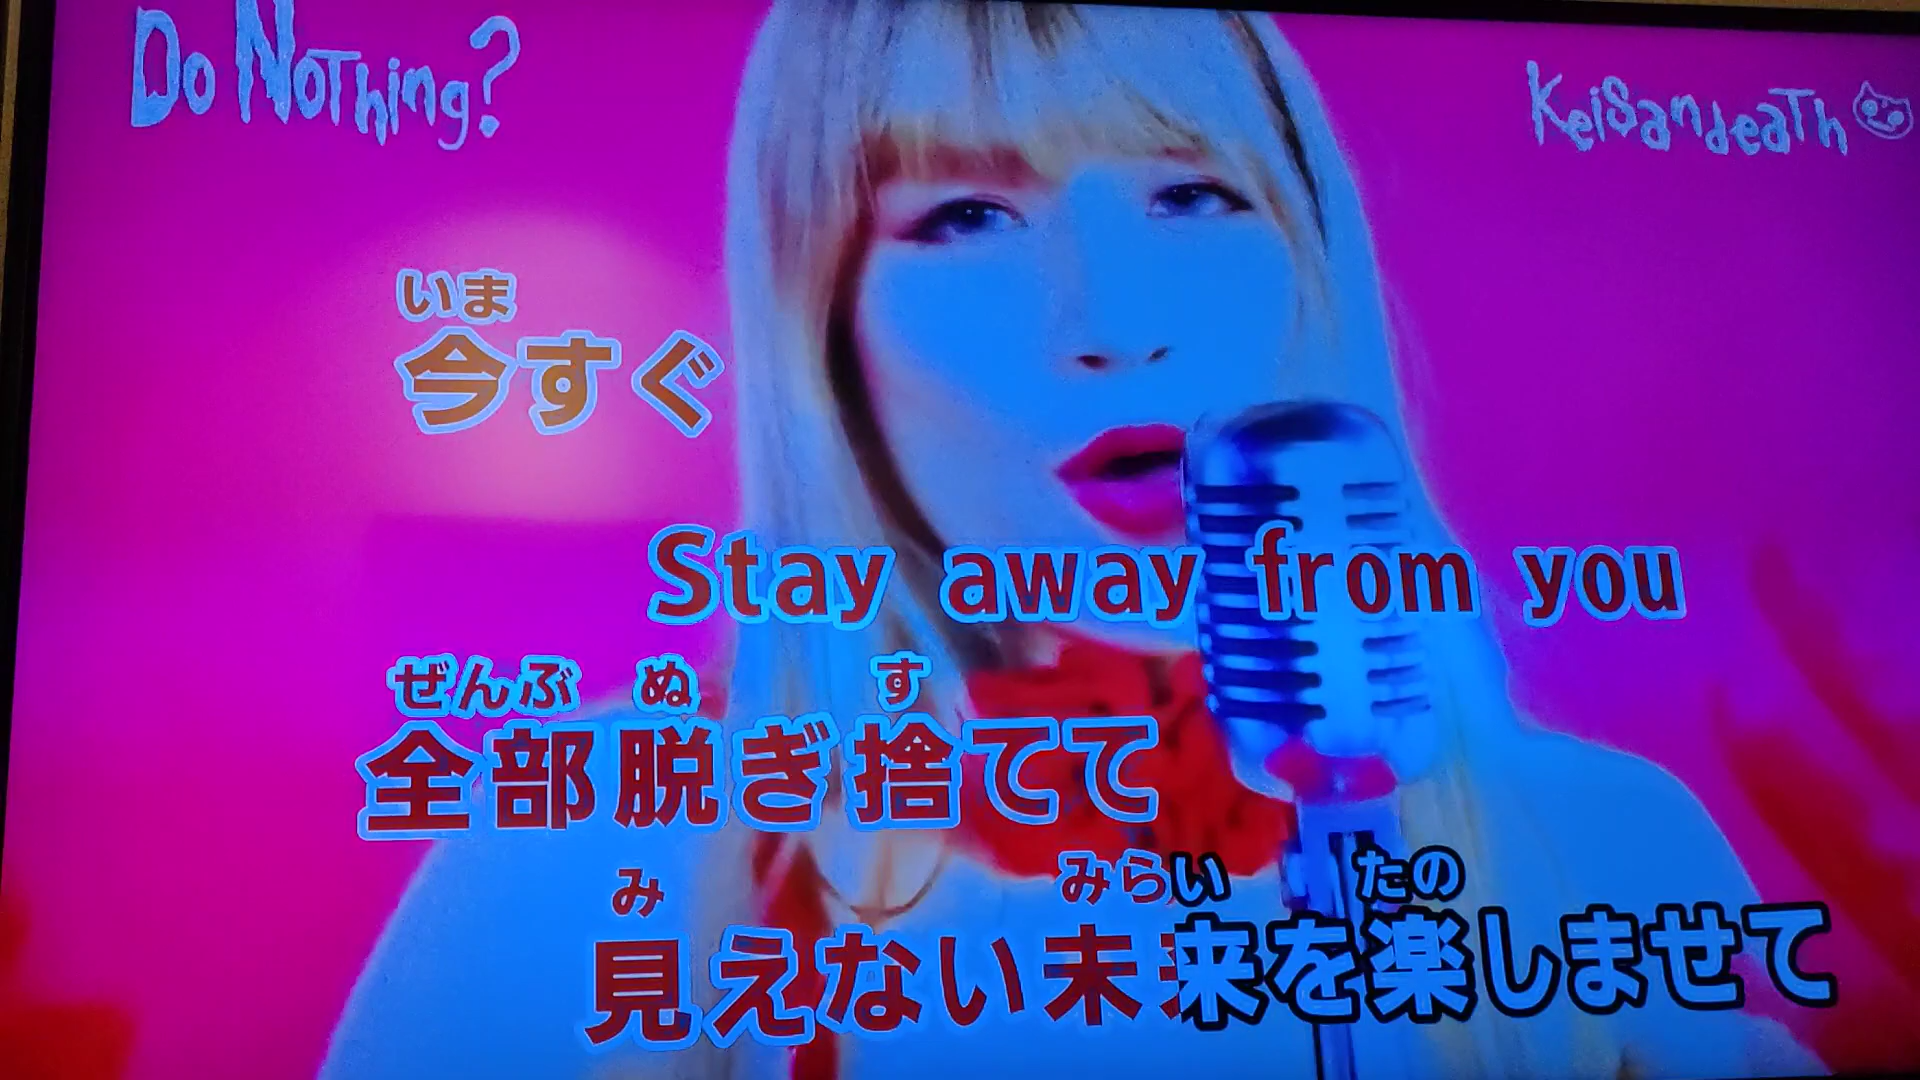 Do NoThing?
KeiSandeaTh
いま
今すぐ
Stay away from you
ぜんぶ ぬ す
全部脱ぎ捨てて
み みらい たの
見えない未来を楽しませて